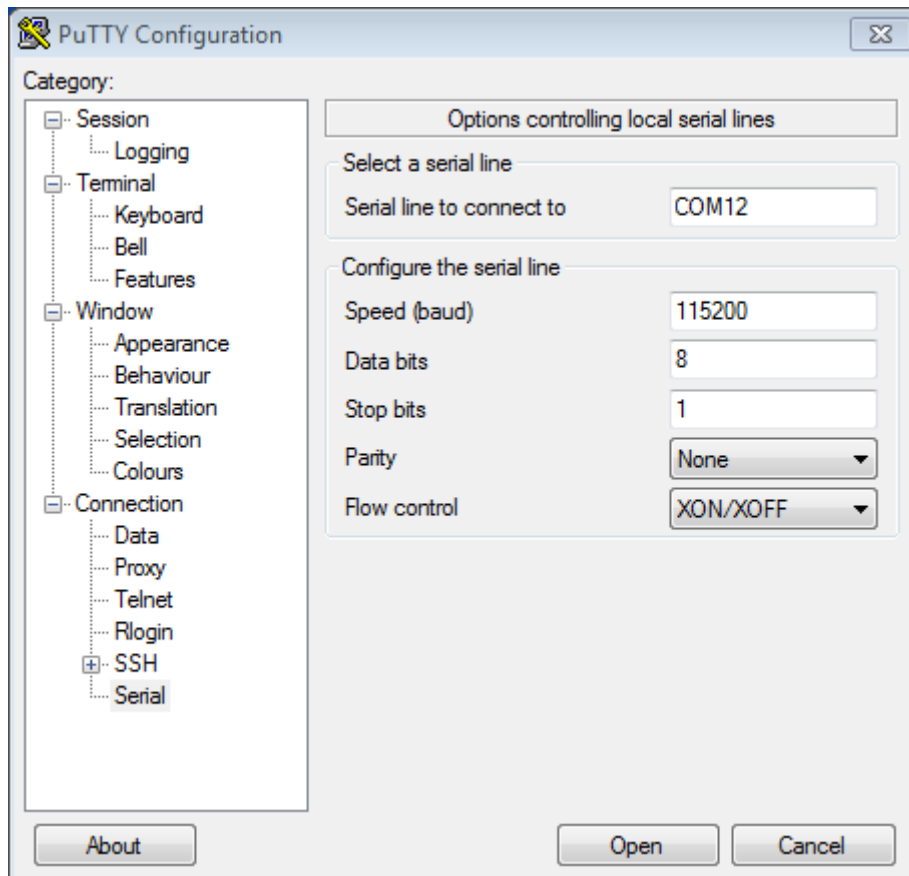 PuTTY Configuration
Category:
Session
Logging
Terminal
Keyboard
Bell
Features
Window
Appearance
Behaviour
Translation
Selection
Colours
Connection
Data
Proxy
Telnet
Rlogin
SSH
Serial
Options controlling local serial lines
Select a serial line
Serial line to connect to COM12
Configure the serial line
Speed (baud) 115200
Data bits 8
Stop bits 1
Parity None
Flow control XON/XOFF
About Open Cancel